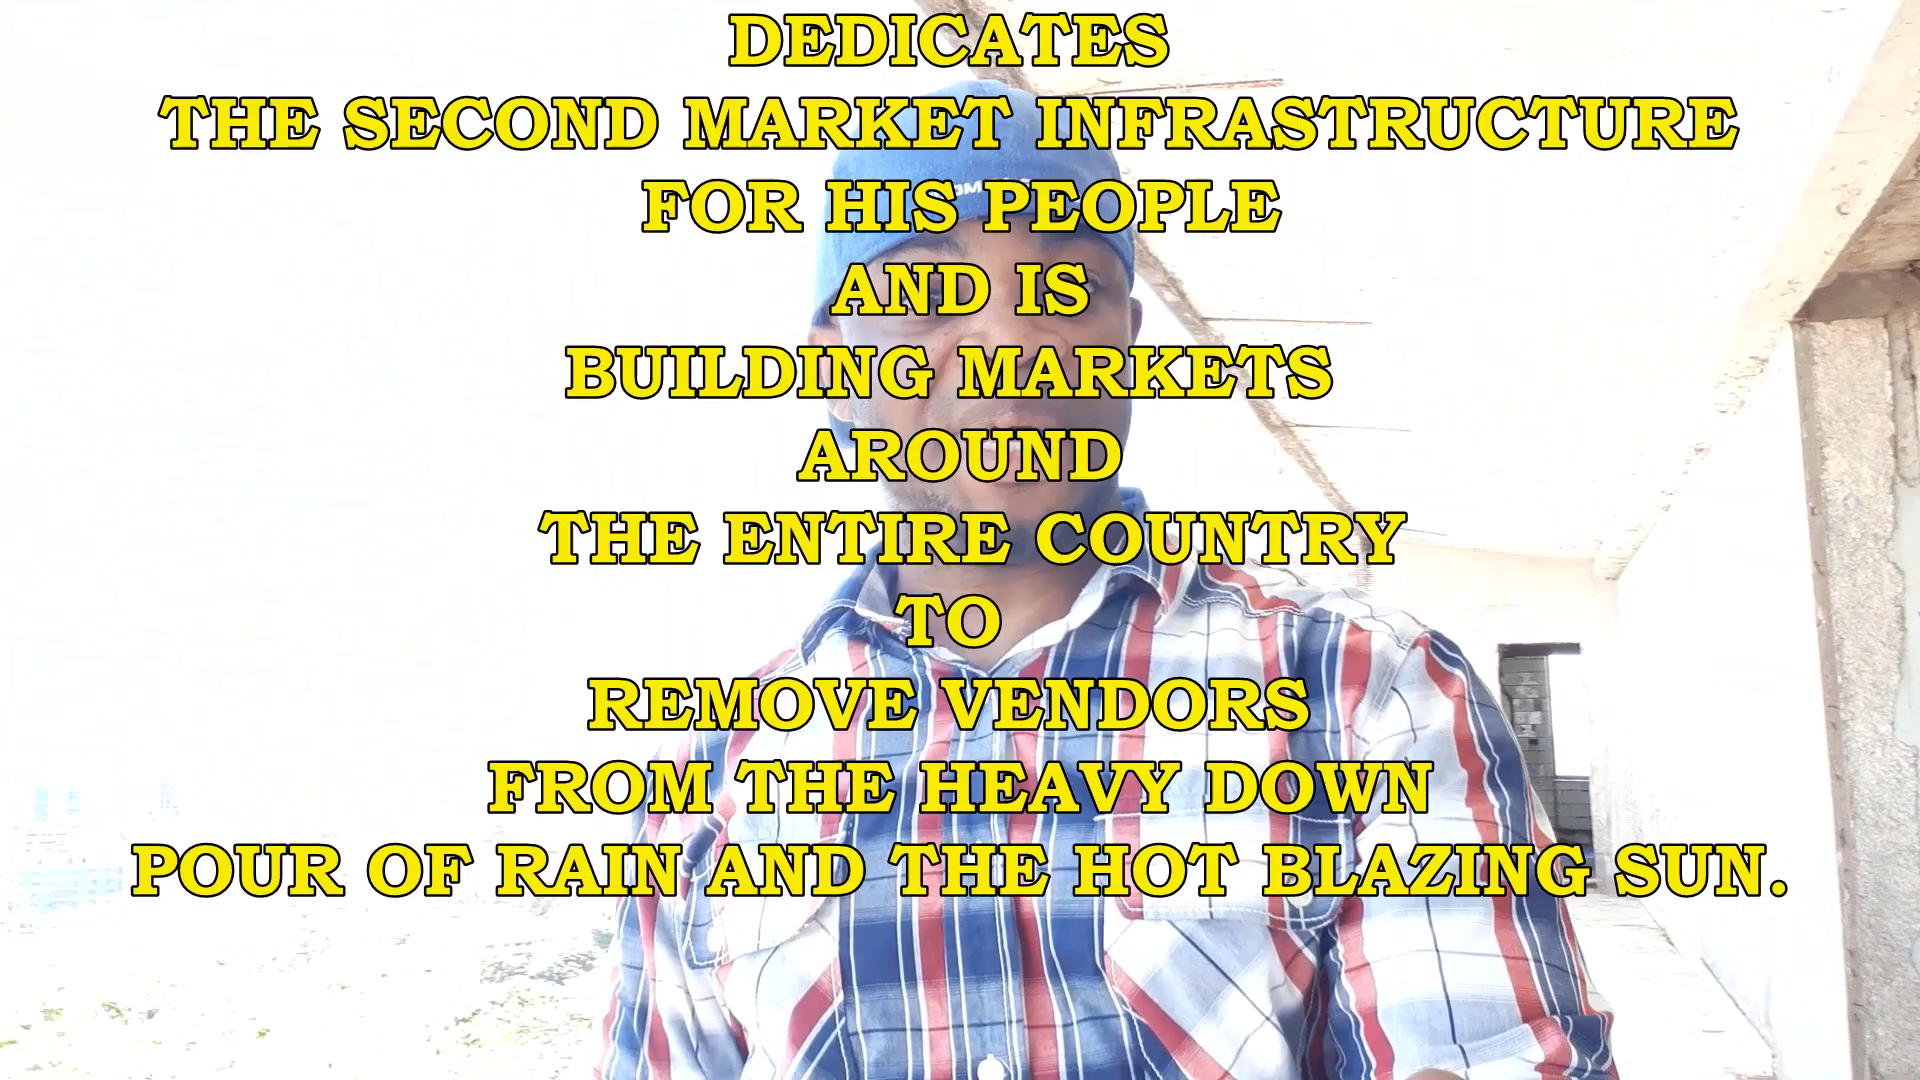 DEDICATES
THE SECOND MARKET INFRASTRUCTURE
FOR HIS PEOPLE
AND IS
BUILDING MARKETS
AROUND
THE ENTIRE COUNTRY
TO
REMOVE VENDORS
FROM THE HEAVY DOWN
POUR OF RAIN AND THE HOT BLAZING SUN.